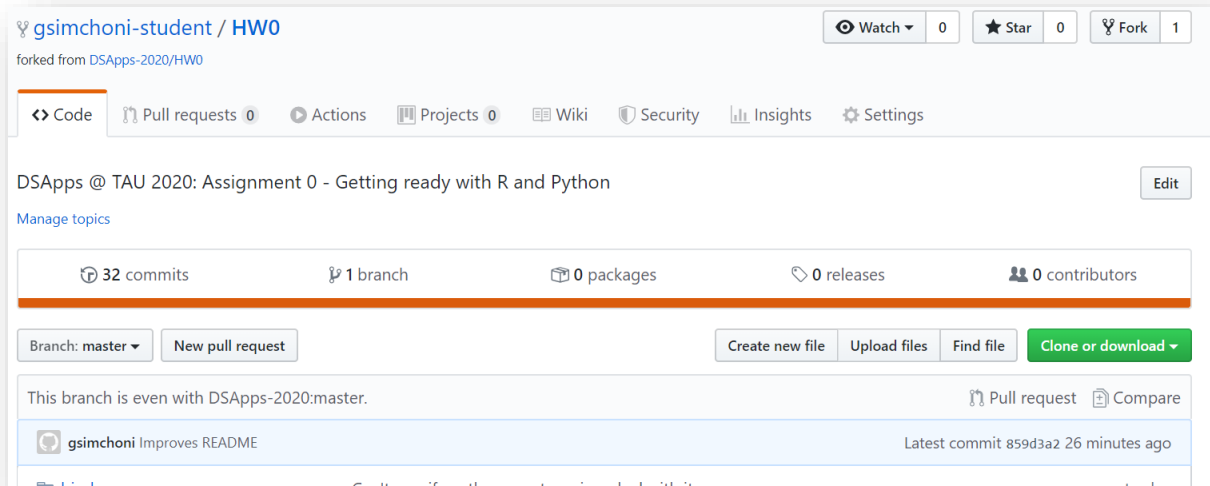 gsimchoni-student / HW0
Watch 0 Star 0 Fork 1
forked from DSApps-2020/HW0
Code Pull requests 0 Actions Projects 0 Wiki Security Insights Settings
DSApps @ TAU 2020: Assignment 0 - Getting ready with R and Python
Edit
Manage topics
32 commits 1 branch 0 packages 0 releases 0 contributors
Branch: master New pull request Create new file Upload files Find file Clone or download
This branch is even with DSApps-2020:master. Pull request Compare
gsimchoni Improves README Latest commit 859d3a2 26 minutes ago